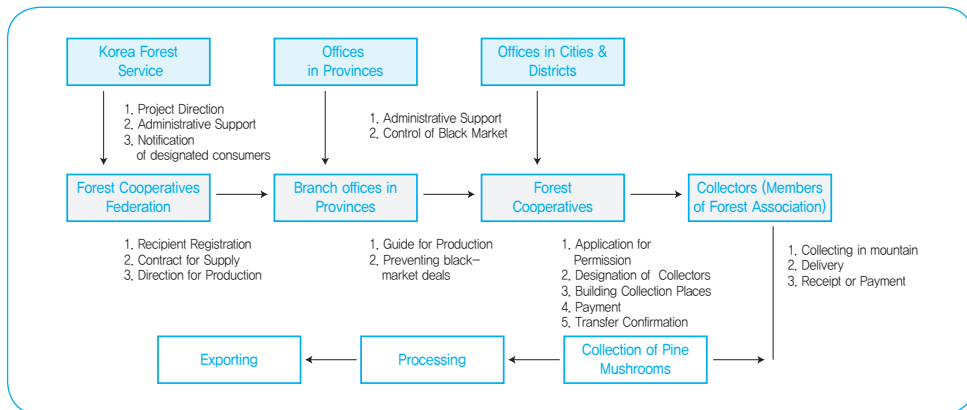 Korea Forest
Service
Offices
in Provinces
Offices in Cities &
Districts
1. Project Direction
2. Administrative Support
3. Notification
of designated consumers
1. Administrative Support
2. Control of Black Market
Forest Cooperatives
Federation
Branch offices in
Provinces
Forest
Cooperatives
Collectors (Members
of Forest Association)
1. Recipient Registration
2. Contract for Supply
3. Direction for Production
1. Guide for Production
2. Preventing black-
market deals
1. Application for
Permission
2. Designation of Collectors
3. Building Collection Places
4. Payment
5. Transfer Confirmation
1. Collecting in mountain
2. Delivery
3. Receipt or Payment
Exporting
Processing
Collection of Pine
Mushrooms